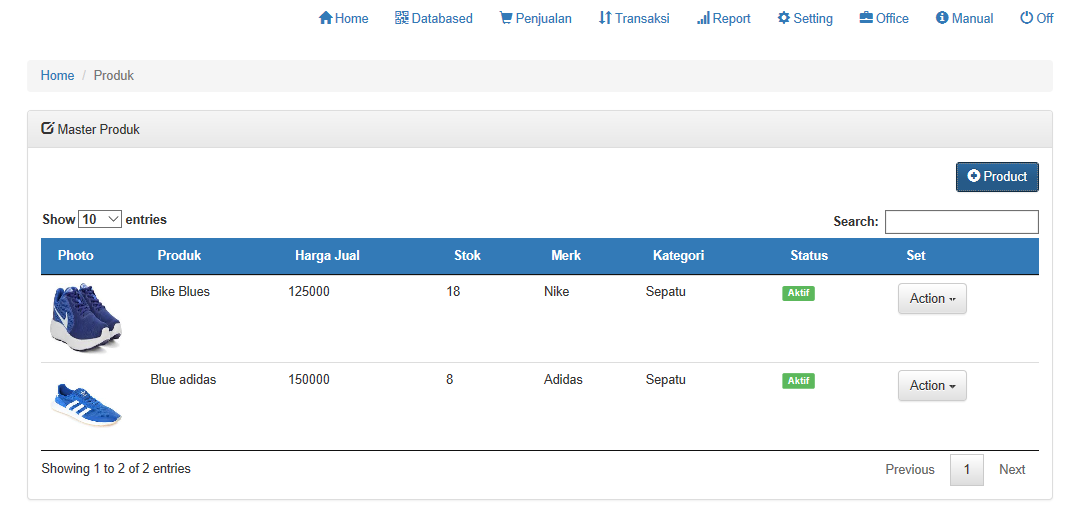 Home Databased Penjualan Transaksi Report Setting Office Manual Off
Home / Produk
Master Produk
Product
Show 10 entries
Search:
Photo Produk Harga Jual Stok Merk Kategori Status Set
Bike Blues 125000 18 Nike Sepatu Aktif Action
Blue adidas 150000 8 Adidas Sepatu Aktif Action
Showing 1 to 2 of 2 entries
Previous 1 Next